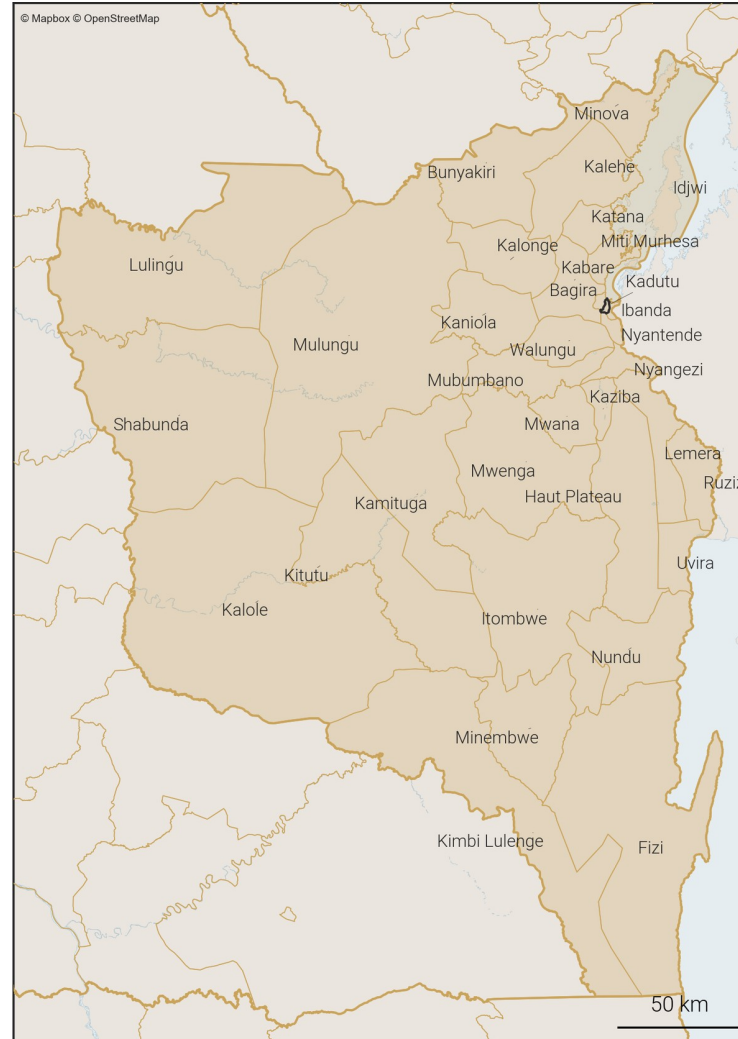 © Mapbox © OpenStreetMap
Minova
Bunyakiri
Kalehe
Idjwi
Katana
Lulingu
Kalonge
Miti Murhesa
Kabare
Kadutu
Bagira
Ibanda
Kaniola
Nyantende
Mulungu
Walungu
Mubumbano
Nyangezi
Kaziba
Shabunda
Mwana
Lemera
Mwenga
Ruziz
Kamituga
Haut Plateau
Uvira
Kitutu
Kalole
Itombwe
Nundu
Minembwe
Kimbi Lulenge
Fizi
50 km